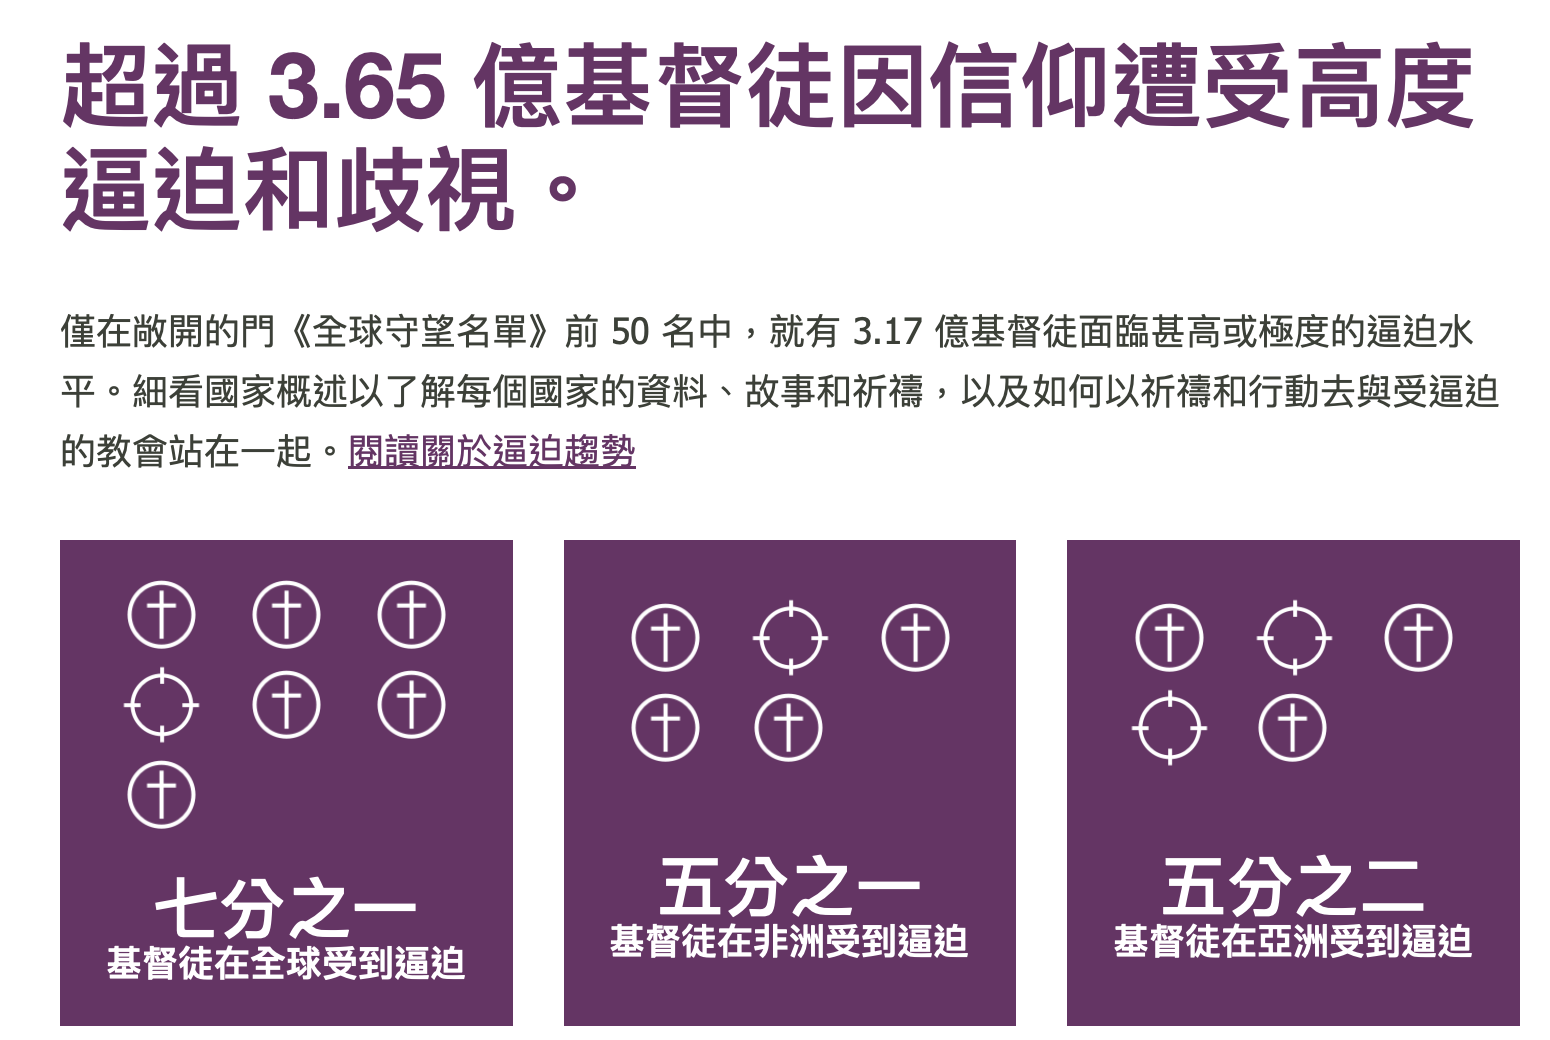 超過 3.65 億基督徒因信仰遭受高度
逼迫和歧視。
僅在敞開的門《全球守望名單》前 50 名中，就有 3.17 億基督徒面臨甚高或極度的逼迫水
平。細看國家概述以了解每個國家的資料、故事和祈禱，以及如何以祈禱和行動去與受逼迫
的教會站在一起。閱讀關於逼迫趨勢
七分之一
基督徒在全球受到逼迫
五分之一
基督徒在非洲受到逼迫
五分之二
基督徒在亞洲受到逼迫